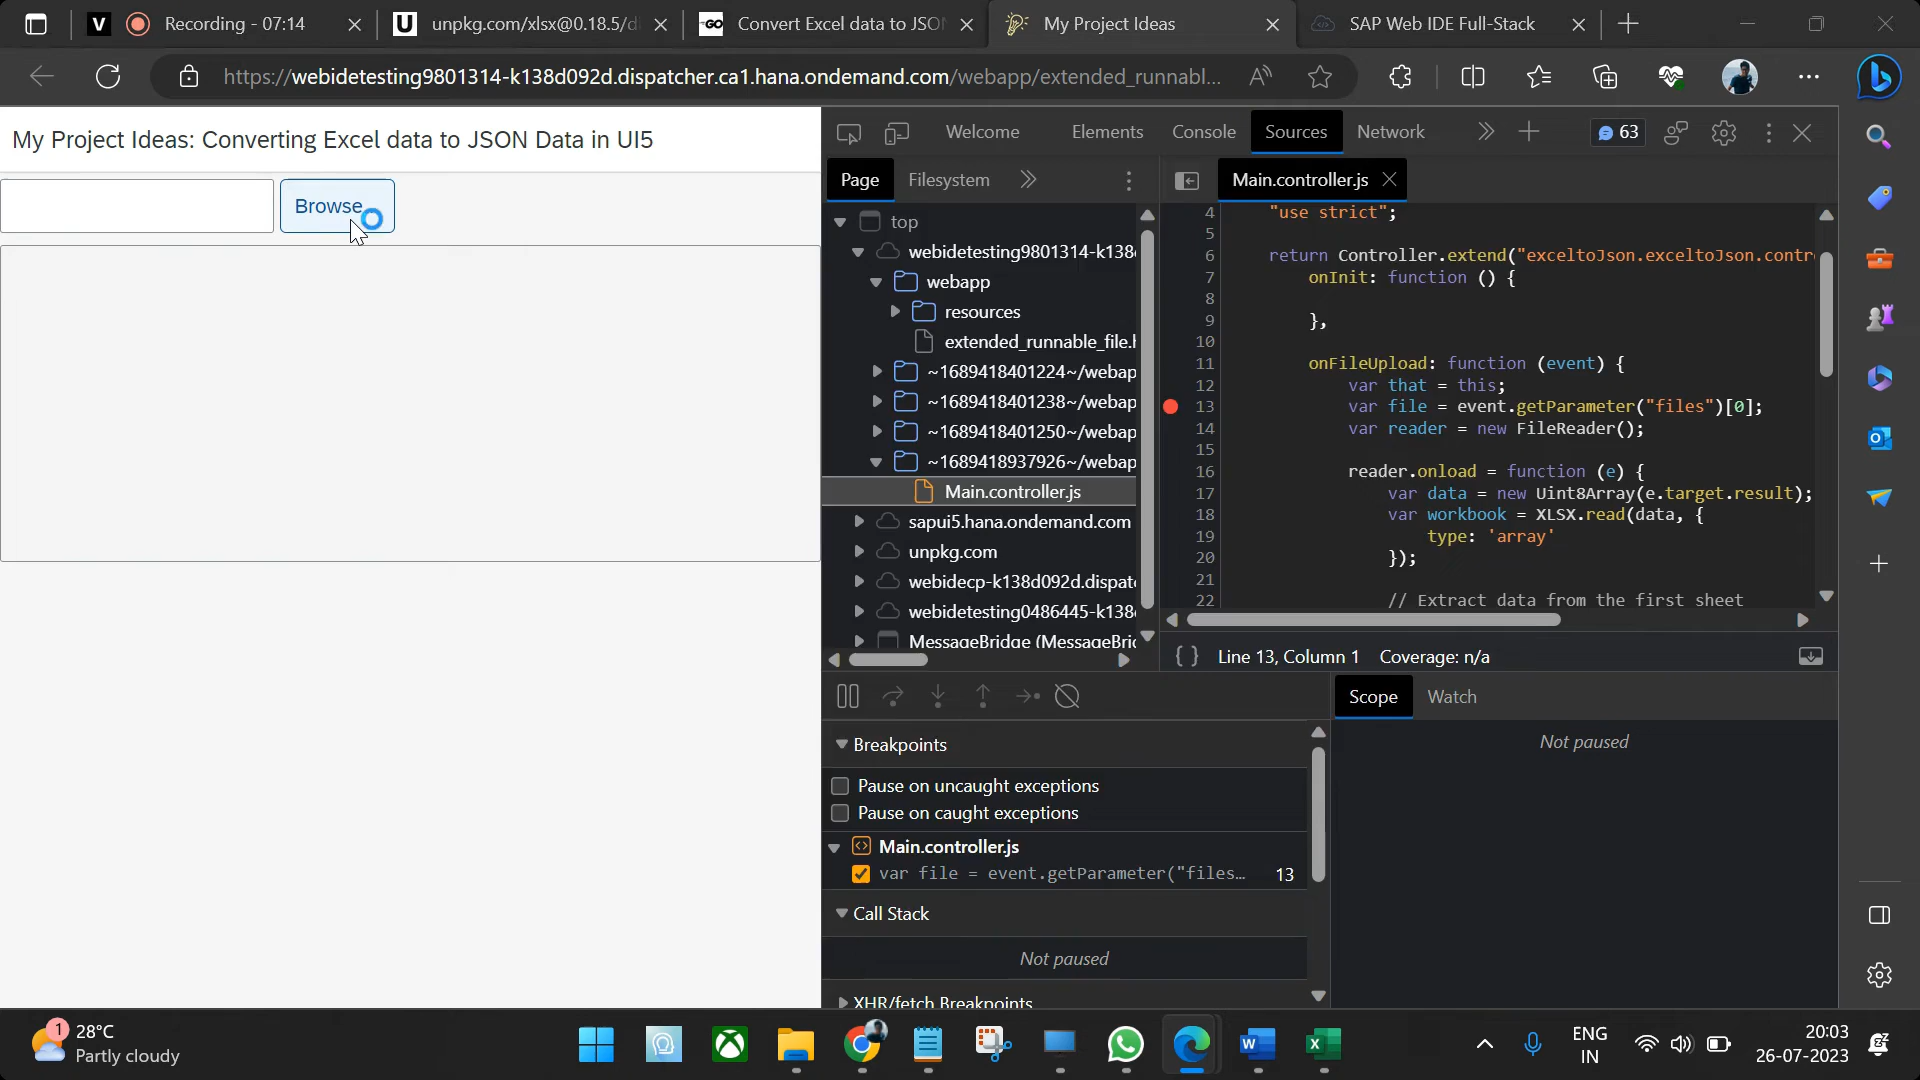 Recording - 07:14
unpkg.com/xlsx@0.18.5/di
Convert Excel data to JSON
My Project Ideas
SAP Web IDE Full-Stack
https://webidetesting9801314-k138d092d.dispatcher.ca1.hana.ondemand.com/webapp/extended_runnabl...
My Project Ideas: Converting Excel data to JSON Data in UI5
Browse...
Welcome
Elements
Console
Sources
Network
63
Page
Filesystem
Main.controller.js
top
webidetesting9801314-k138
webapp
resources
extended_runnable_file.h
~1689418401224~/webap
~1689418401238~/webap
~1689418401250~/webap
~1689418937926~/webap
Main.controller.js
sapui5.hana.ondemand.com
unpkg.com
webidecp-k138d092d.dispat
webidetesting0486445-k138
MessageBridge (MessageBri
4 "use strict";
5
6 return Controller.extend("exceltoJson.exceltoJson.contr
7 onInit: function () {
8
9 },
10
11 onFileUpload: function (event) {
12 var that = this;
13 var file = event.getParameter("files")[0];
14 var reader = new FileReader();
15
16 reader.onload = function (e) {
17 var data = new Uint8Array(e.target.result);
18 var workbook = XLSX.read(data, {
19 type: 'array'
20 });
21
22 // Extract data from the first sheet
{ } Line 13, Column 1 Coverage: n/a
Scope
Watch
Not paused
Breakpoints
Pause on uncaught exceptions
Pause on caught exceptions
Main.controller.js
var file = event.getParameter("files… 13
Call Stack
Not paused
XHR/fetch Breakpoints
1
28°C
Partly cloudy
ENG
IN
20:03
26-07-2023